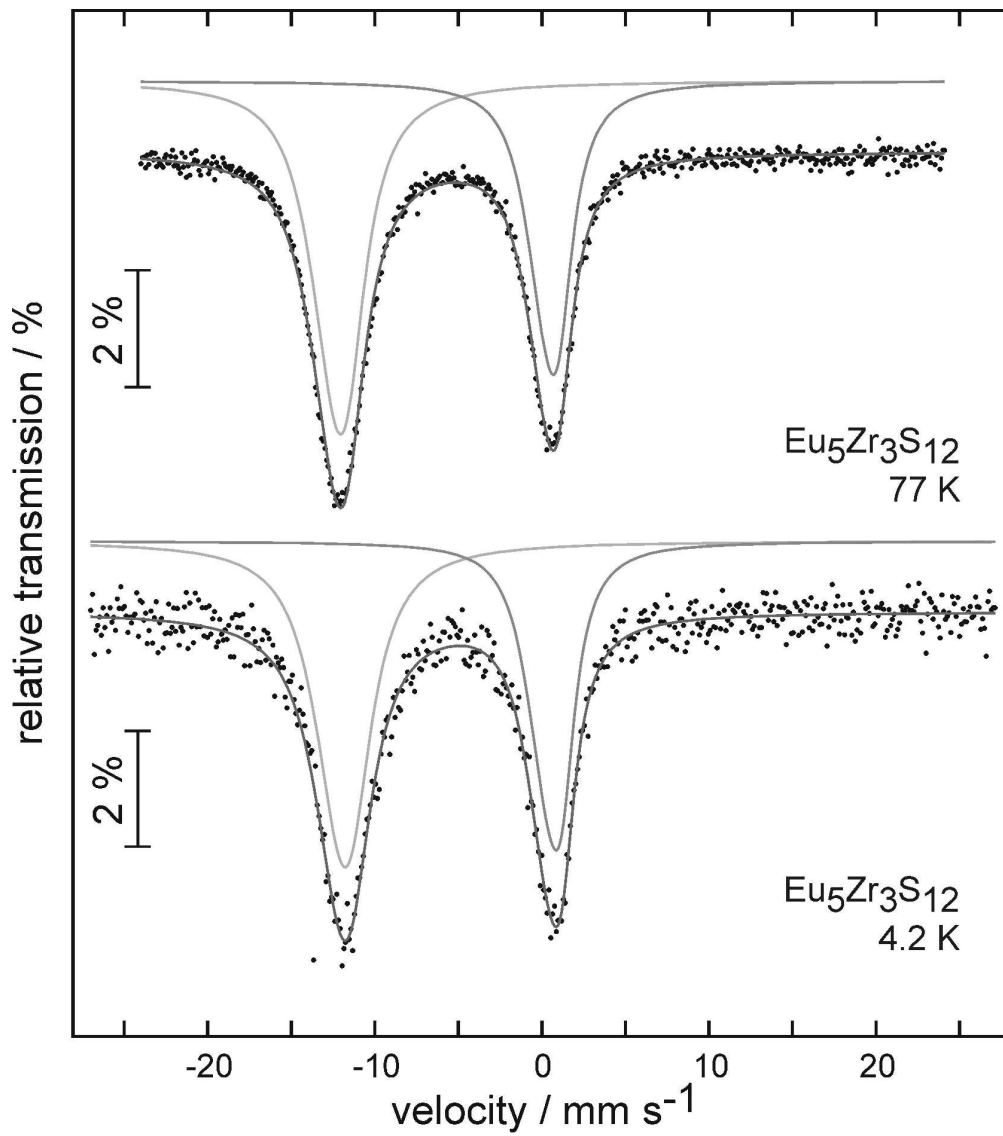 relative transmission / %
2 %
Eu5Zr3S12
77 K
2 %
Eu5Zr3S12
4.2 K
-20
-10
0
10
20
velocity / mm s-1